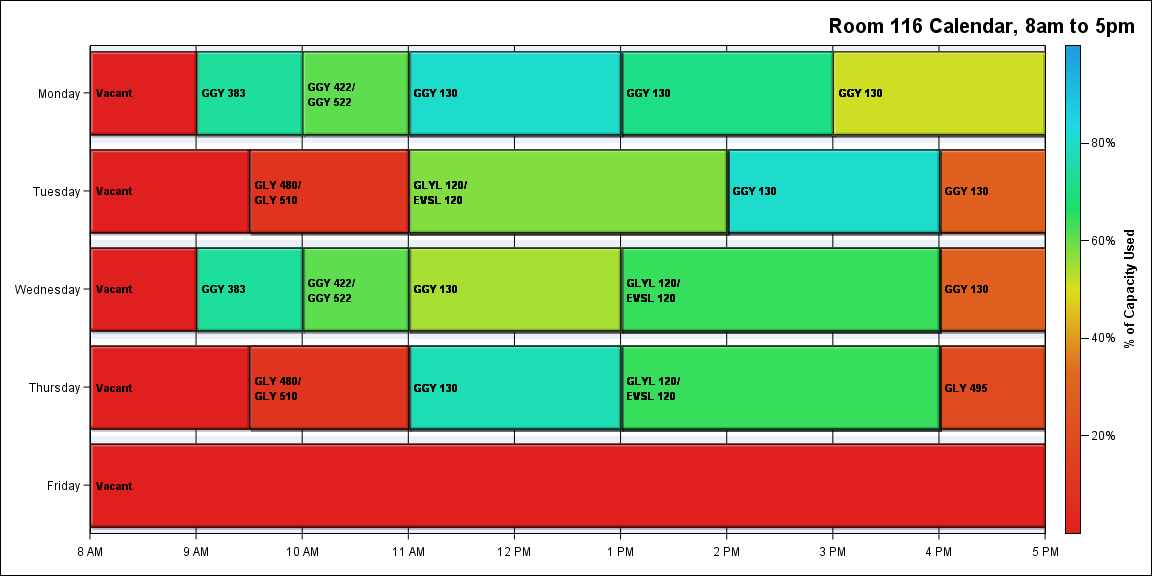 Room 116 Calendar, 8am to 5pm
Monday
Vacant
GGY 383
GGY 422/
GGY 522
GGY 130
GGY 130
GGY 130
Tuesday
Vacant
GLY 480/
GLY 510
GLYL 120/
EVSL 120
GGY 130
GGY 130
Wednesday
Vacant
GGY 383
GGY 422/
GGY 522
GGY 130
GLYL 120/
EVSL 120
GGY 130
Thursday
Vacant
GLY 480/
GLY 510
GGY 130
GLYL 120/
EVSL 120
GLY 495
Friday
Vacant
8 AM
9 AM
10 AM
11 AM
12 PM
1 PM
2 PM
3 PM
4 PM
5 PM
80%
60%
40%
20%
% of Capacity Used